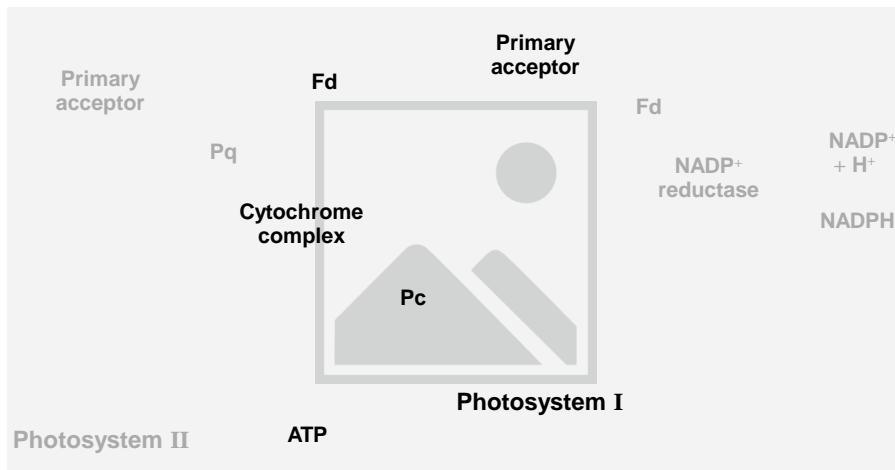 Primary
acceptor
Primary
acceptor
Fd
Fd
Pq
NADP⁺
reductase
NADP⁺
+ H⁺
Cytochrome
complex
NADPH
Pc
Photosystem I
Photosystem II
ATP